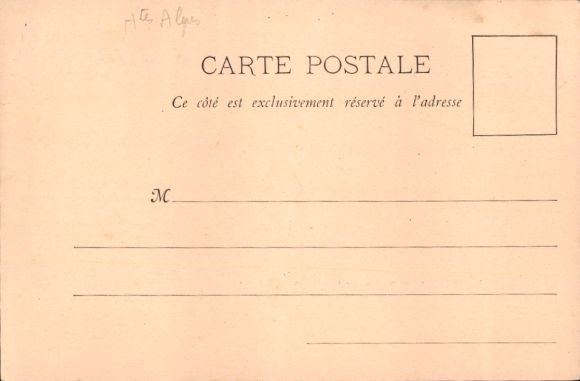 Htes Alpes
CARTE POSTALE
Ce côté est exclusivement réservé à l'adresse
M